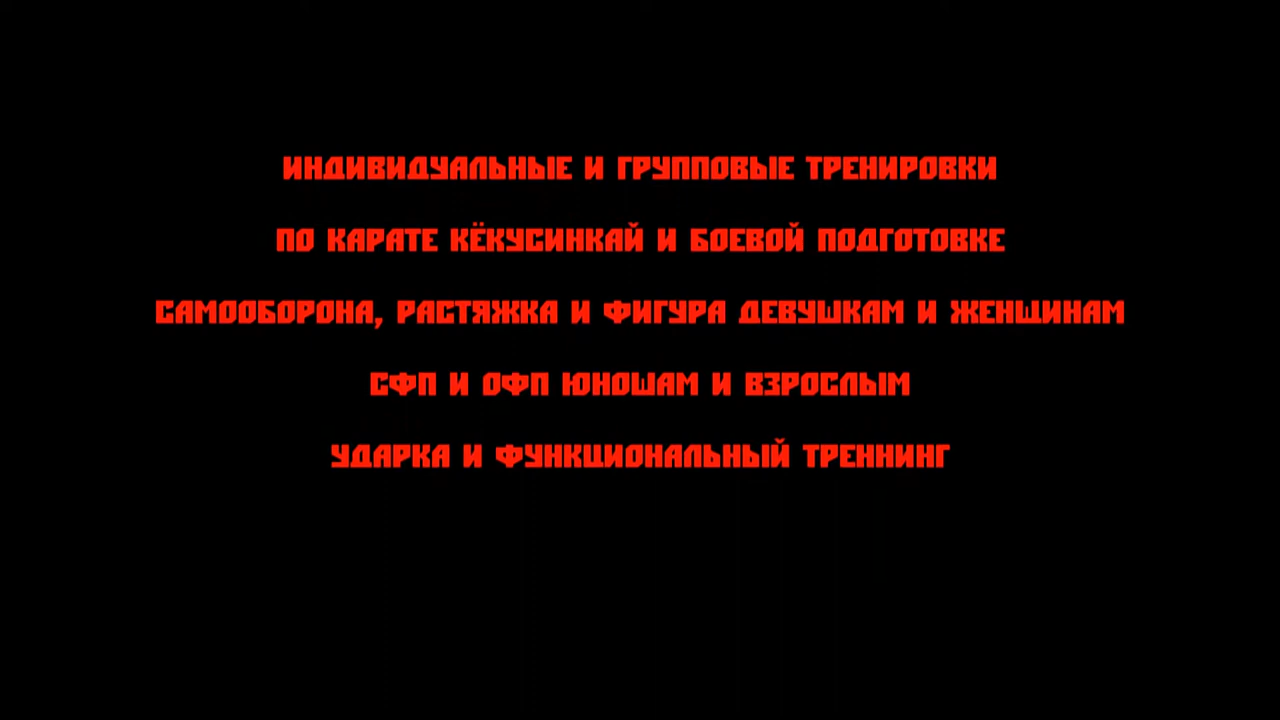 ИНДИВИДУАЛЬНЫЕ И ГРУППОВЫЕ ТРЕНИРОВКИ
ПО КАРАТЕ КЁКУСИНКАЙ И БОЕВОЙ ПОДГОТОВКЕ
САМООБОРОНА, РАСТЯЖКА И ФИГУРА ДЕВУШКАМ И ЖЕНЩИНАМ
СФП И ОФП ЮНОШАМ И ВЗРОСЛЫМ
УДАРКА И ФУНКЦИОНАЛЬНЫЙ ТРЕННИНГ